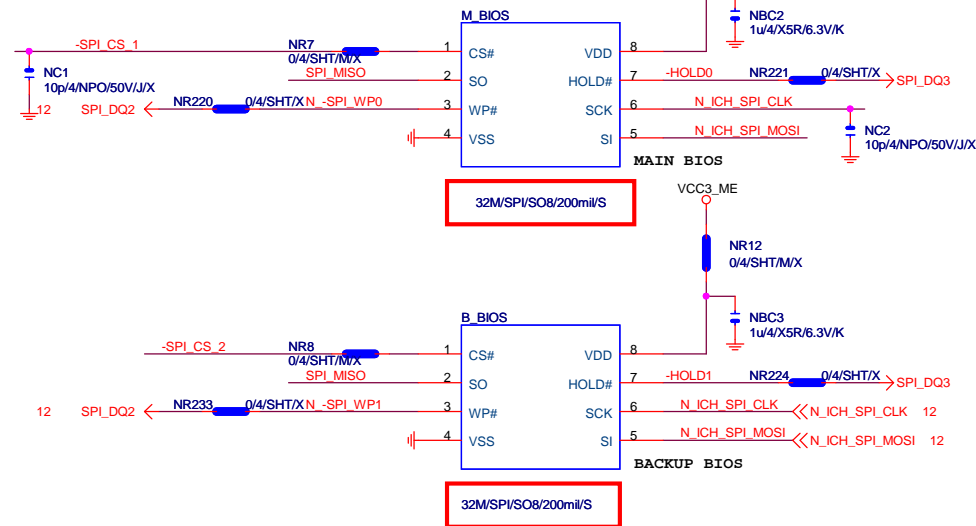 M_BIOS
NBC2
1u/4/X5R/6.3V/K
-SPI_CS_1
NR7
0/4/SHT/M/X
1
CS#
VDD
8
NC1
10p/4/NPO/50V/J/X
SPI_MISO
2
SO
HOLD#
7
-HOLD0
NR221
0/4/SHT/X
SPI_DQ3
12
SPI_DQ2
NR220
0/4/SHT/X
N_-SPI_WP0
3
WP#
SCK
6
N_ICH_SPI_CLK
4
VSS
SI
5
N_ICH_SPI_MOSI
NC2
10p/4/NPO/50V/J/X
MAIN BIOS
32M/SPI/SO8/200mil/S
VCC3_ME
NR12
0/4/SHT/M/X
NBC3
1u/4/X5R/6.3V/K
B_BIOS
-SPI_CS_2
NR8
0/4/SHT/M/X
1
CS#
VDD
8
SPI_MISO
2
SO
HOLD#
7
-HOLD1
NR224
0/4/SHT/X
SPI_DQ3
12
SPI_DQ2
NR233
0/4/SHT/X
N_-SPI_WP1
3
WP#
SCK
6
N_ICH_SPI_CLK
N_ICH_SPI_CLK
12
4
VSS
SI
5
N_ICH_SPI_MOSI
N_ICH_SPI_MOSI
12
BACKUP BIOS
32M/SPI/SO8/200mil/S